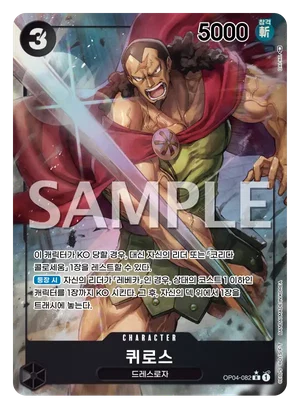 3
5000
참격
斬
SAMPLE
이 캐릭터가 KO 당할 경우, 대신 자신의 리더 또는 「코리다
콜로세움」 1장을 레스트할 수 있다.
등장 시 자신의 리더가 「레베카」인 경우, 상대의 코스트 1 이하인
캐릭터를 1장까지 KO 시킨다. 그 후, 자신의 덱 위에서 1장을
트래시에 놓는다.
CHARACTER
퀴로스
드레스로자
OP04-082 R 1